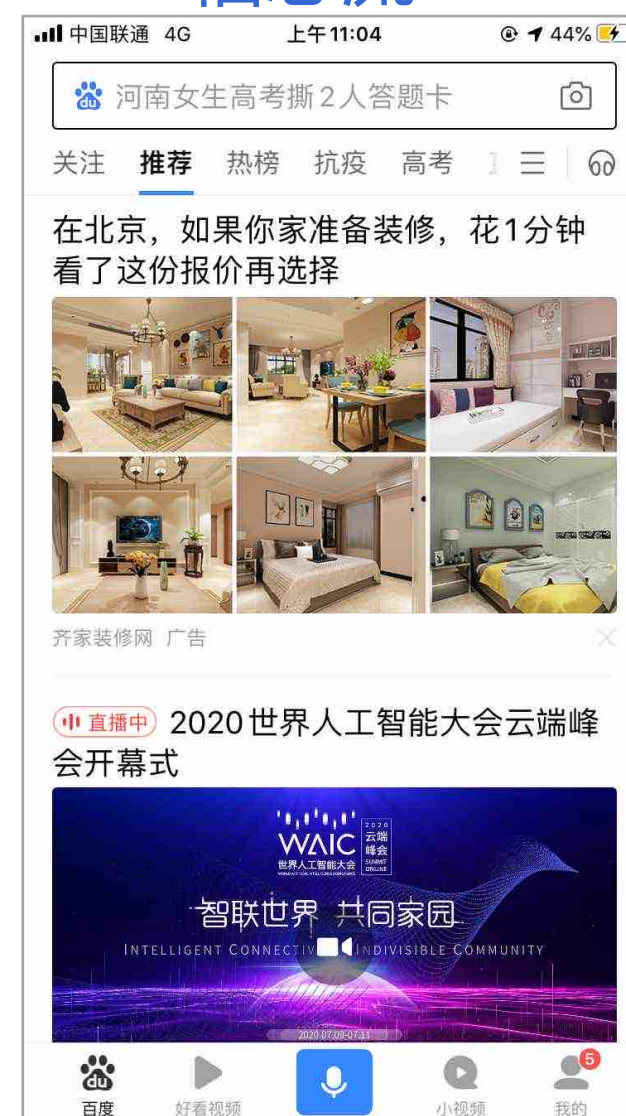 中国联通 4G 上午11:04 44%
du 河南女生高考撕2人答题卡
关注 推荐 热榜 抗疫 高考
在北京，如果你家准备装修，花1分钟
看了这份报价再选择
齐家装修网 广告
直播中 2020世界人工智能大会云端峰
会开幕式
WAIC
世界人工智能大会
2020
云端
峰会
SUMMIT
ONLINE
智联世界 共同家园
INTELLIGENT CONNECTIV INDIVISIBLE COMMUNITY
2020.07.09-07.11
du 5
百度 好看视频 小视频 我的